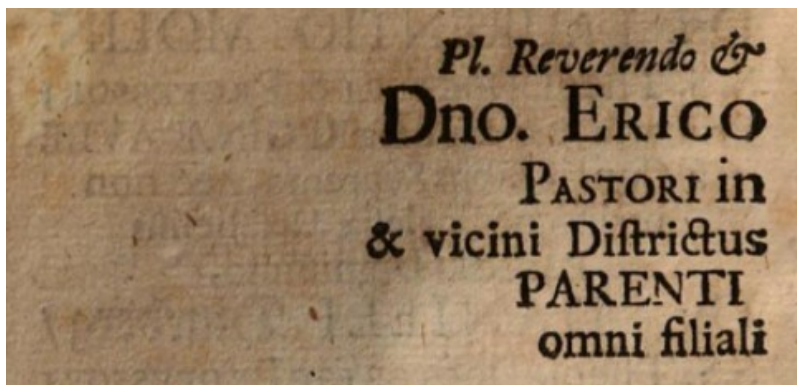 Pl. Reverendo &
Dno. ERICO
PASTORI in
& vicini Diſtrictus
PARENTI
omni filiali